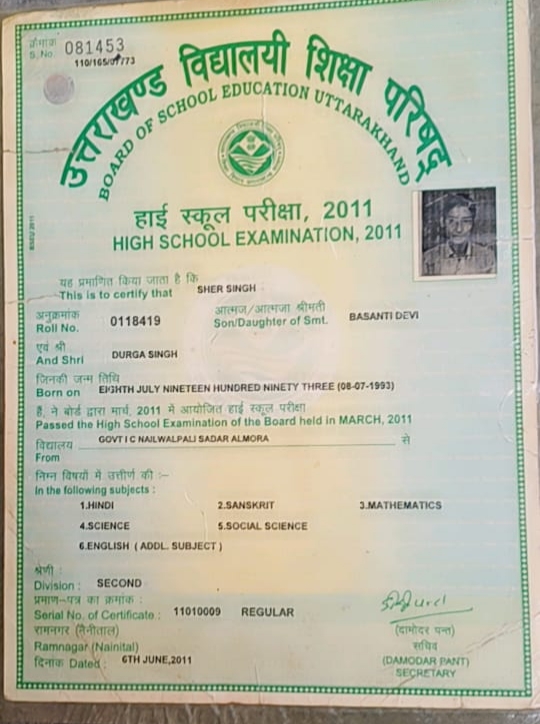 क्रमांक
S. No. 081453
110/165/07773
उत्तराखण्ड विद्यालयी शिक्षा परिषद्
BOARD OF SCHOOL EDUCATION UTTARAKHAND
हाई स्कूल परीक्षा, 2011
HIGH SCHOOL EXAMINATION, 2011
यह प्रमाणित किया जाता है कि
This is to certify that SHER SINGH
अनुक्रमांक आत्मज/आत्मजा श्रीमती
Roll No. 0118419 Son/Daughter of Smt. BASANTI DEVI
एवं श्री
And Shri DURGA SINGH
जिनकी जन्म तिथि
Born on EIGHTH JULY NINETEEN HUNDRED NINETY THREE (08-07-1993)
है, ने बोर्ड द्वारा मार्च, 2011 में आयोजित हाई स्कूल परीक्षा
Passed the High School Examination of the Board held in MARCH, 2011
विद्यालय GOVT I C NAILWALPALI SADAR ALMORA से
From
निम्न विषयों में उत्तीर्ण की :-
In the following subjects :
1.HINDI 2.SANSKRIT 3.MATHEMATICS
4.SCIENCE 5.SOCIAL SCIENCE
6.ENGLISH ( ADDL. SUBJECT )
श्रेणी :
Division : SECOND
प्रमाण-पत्र का क्रमांक :
Serial No. of Certificate : 11010009 REGULAR
रामनगर (नैनीताल) (दामोदर पन्त)
Ramnagar (Nainital) सचिव
दिनांक Dated : 6TH JUNE,2011 (DAMODAR PANT)
SECRETARY